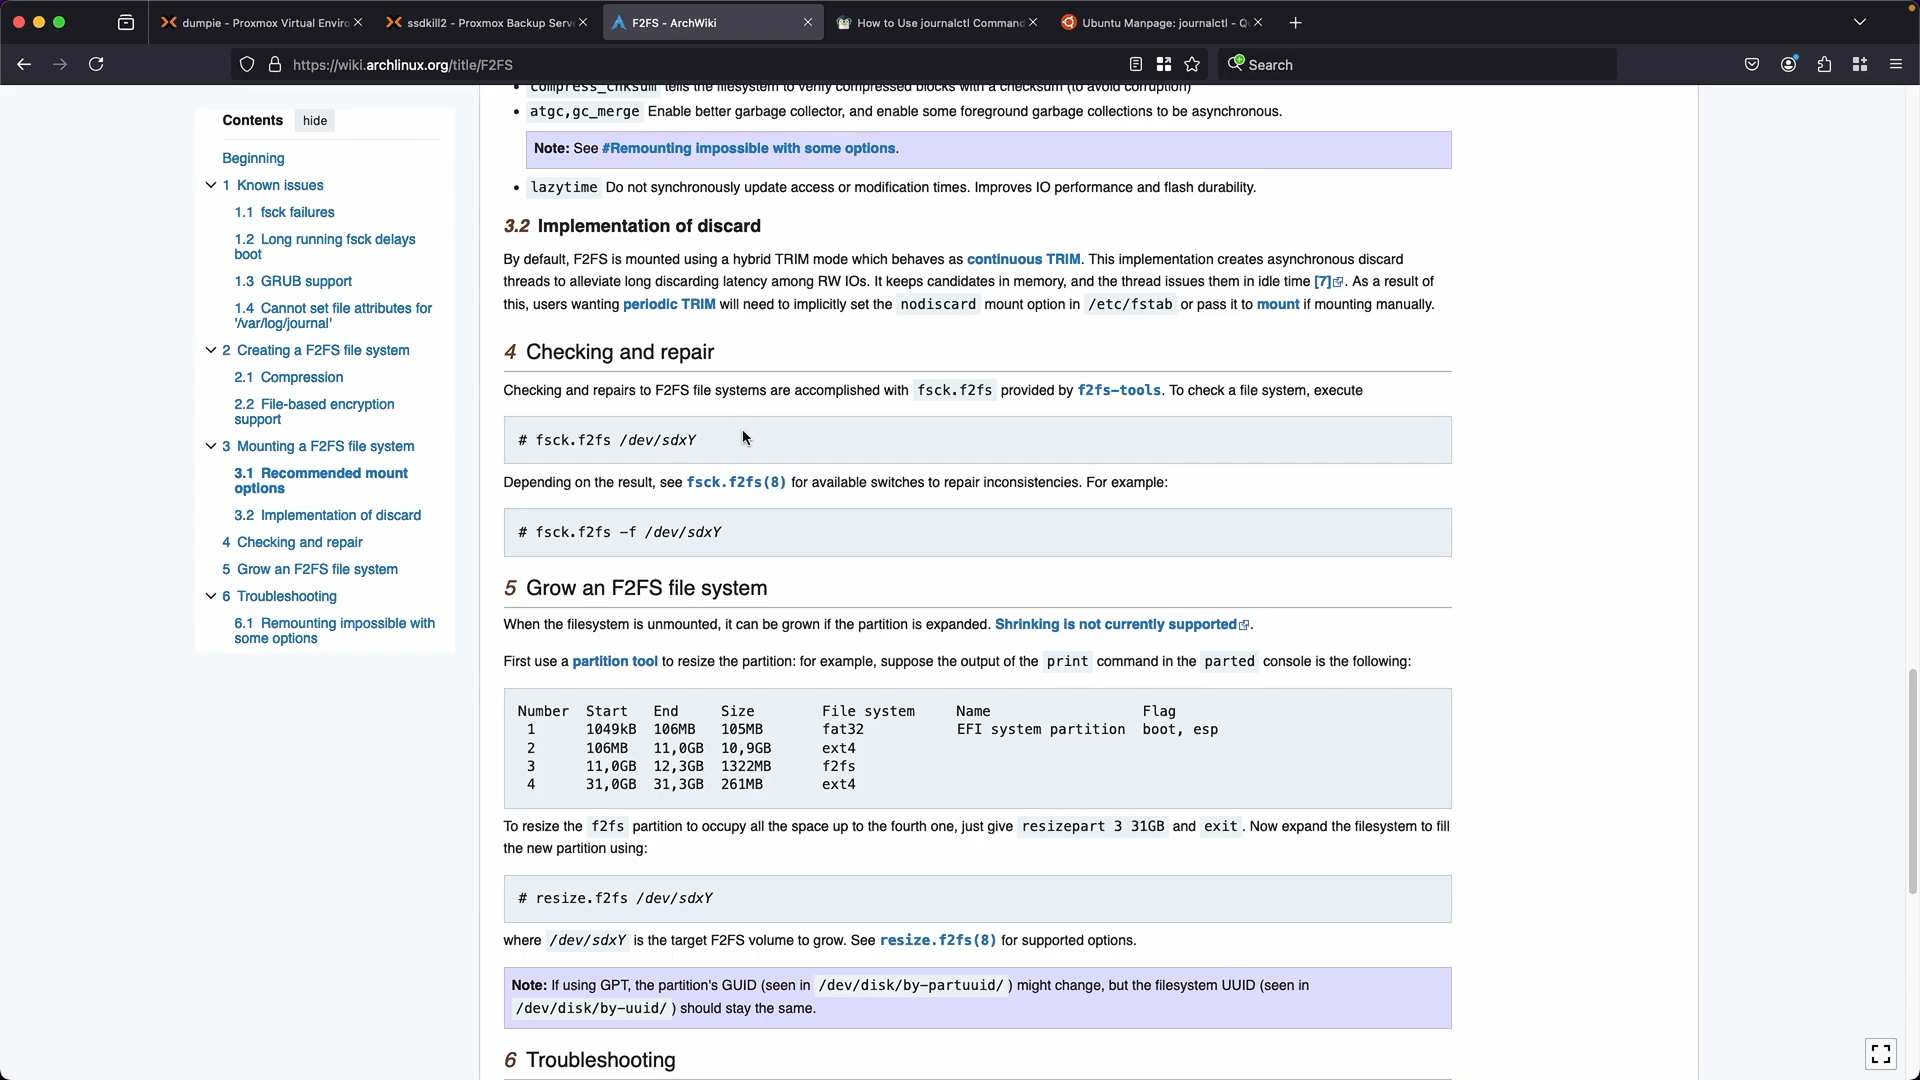 dumpie - Proxmox Virtual Enviro
ssdkill2 - Proxmox Backup Serve
F2FS - ArchWiki
How to Use journalctl Command
Ubuntu Manpage: journalctl - Q
https://wiki.archlinux.org/title/F2FS
Search
Contents hide
Beginning
1 Known issues
1.1 fsck failures
1.2 Long running fsck delays
boot
1.3 GRUB support
1.4 Cannot set file attributes for
'/var/log/journal'
2 Creating a F2FS file system
2.1 Compression
2.2 File-based encryption
support
3 Mounting a F2FS file system
3.1 Recommended mount
options
3.2 Implementation of discard
4 Checking and repair
5 Grow an F2FS file system
6 Troubleshooting
6.1 Remounting impossible with
some options
compress_chksum tells the filesystem to verify compressed blocks with a checksum (to avoid corruption)
atgc,gc_merge Enable better garbage collector, and enable some foreground garbage collections to be asynchronous.
Note: See #Remounting impossible with some options.
lazytime Do not synchronously update access or modification times. Improves IO performance and flash durability.
3.2 Implementation of discard
By default, F2FS is mounted using a hybrid TRIM mode which behaves as continuous TRIM. This implementation creates asynchronous discard
threads to alleviate long discarding latency among RW IOs. It keeps candidates in memory, and the thread issues them in idle time [7]. As a result of
this, users wanting periodic TRIM will need to implicitly set the nodiscard mount option in /etc/fstab or pass it to mount if mounting manually.
4 Checking and repair
Checking and repairs to F2FS file systems are accomplished with fsck.f2fs provided by f2fs-tools. To check a file system, execute
# fsck.f2fs /dev/sdxY
Depending on the result, see fsck.f2fs(8) for available switches to repair inconsistencies. For example:
# fsck.f2fs -f /dev/sdxY
5 Grow an F2FS file system
When the filesystem is unmounted, it can be grown if the partition is expanded. Shrinking is not currently supported.
First use a partition tool to resize the partition: for example, suppose the output of the print command in the parted console is the following:
Number Start End Size File system Name Flag
1 1049kB 106MB 105MB fat32 EFI system partition boot, esp
2 106MB 11,0GB 10,9GB ext4
3 11,0GB 12,3GB 1322MB f2fs
4 31,0GB 31,3GB 261MB ext4
To resize the f2fs partition to occupy all the space up to the fourth one, just give resizepart 3 31GB and exit. Now expand the filesystem to fill
the new partition using:
# resize.f2fs /dev/sdxY
where /dev/sdxY is the target F2FS volume to grow. See resize.f2fs(8) for supported options.
Note: If using GPT, the partition's GUID (seen in /dev/disk/by-partuuid/) might change, but the filesystem UUID (seen in
/dev/disk/by-uuid/) should stay the same.
6 Troubleshooting